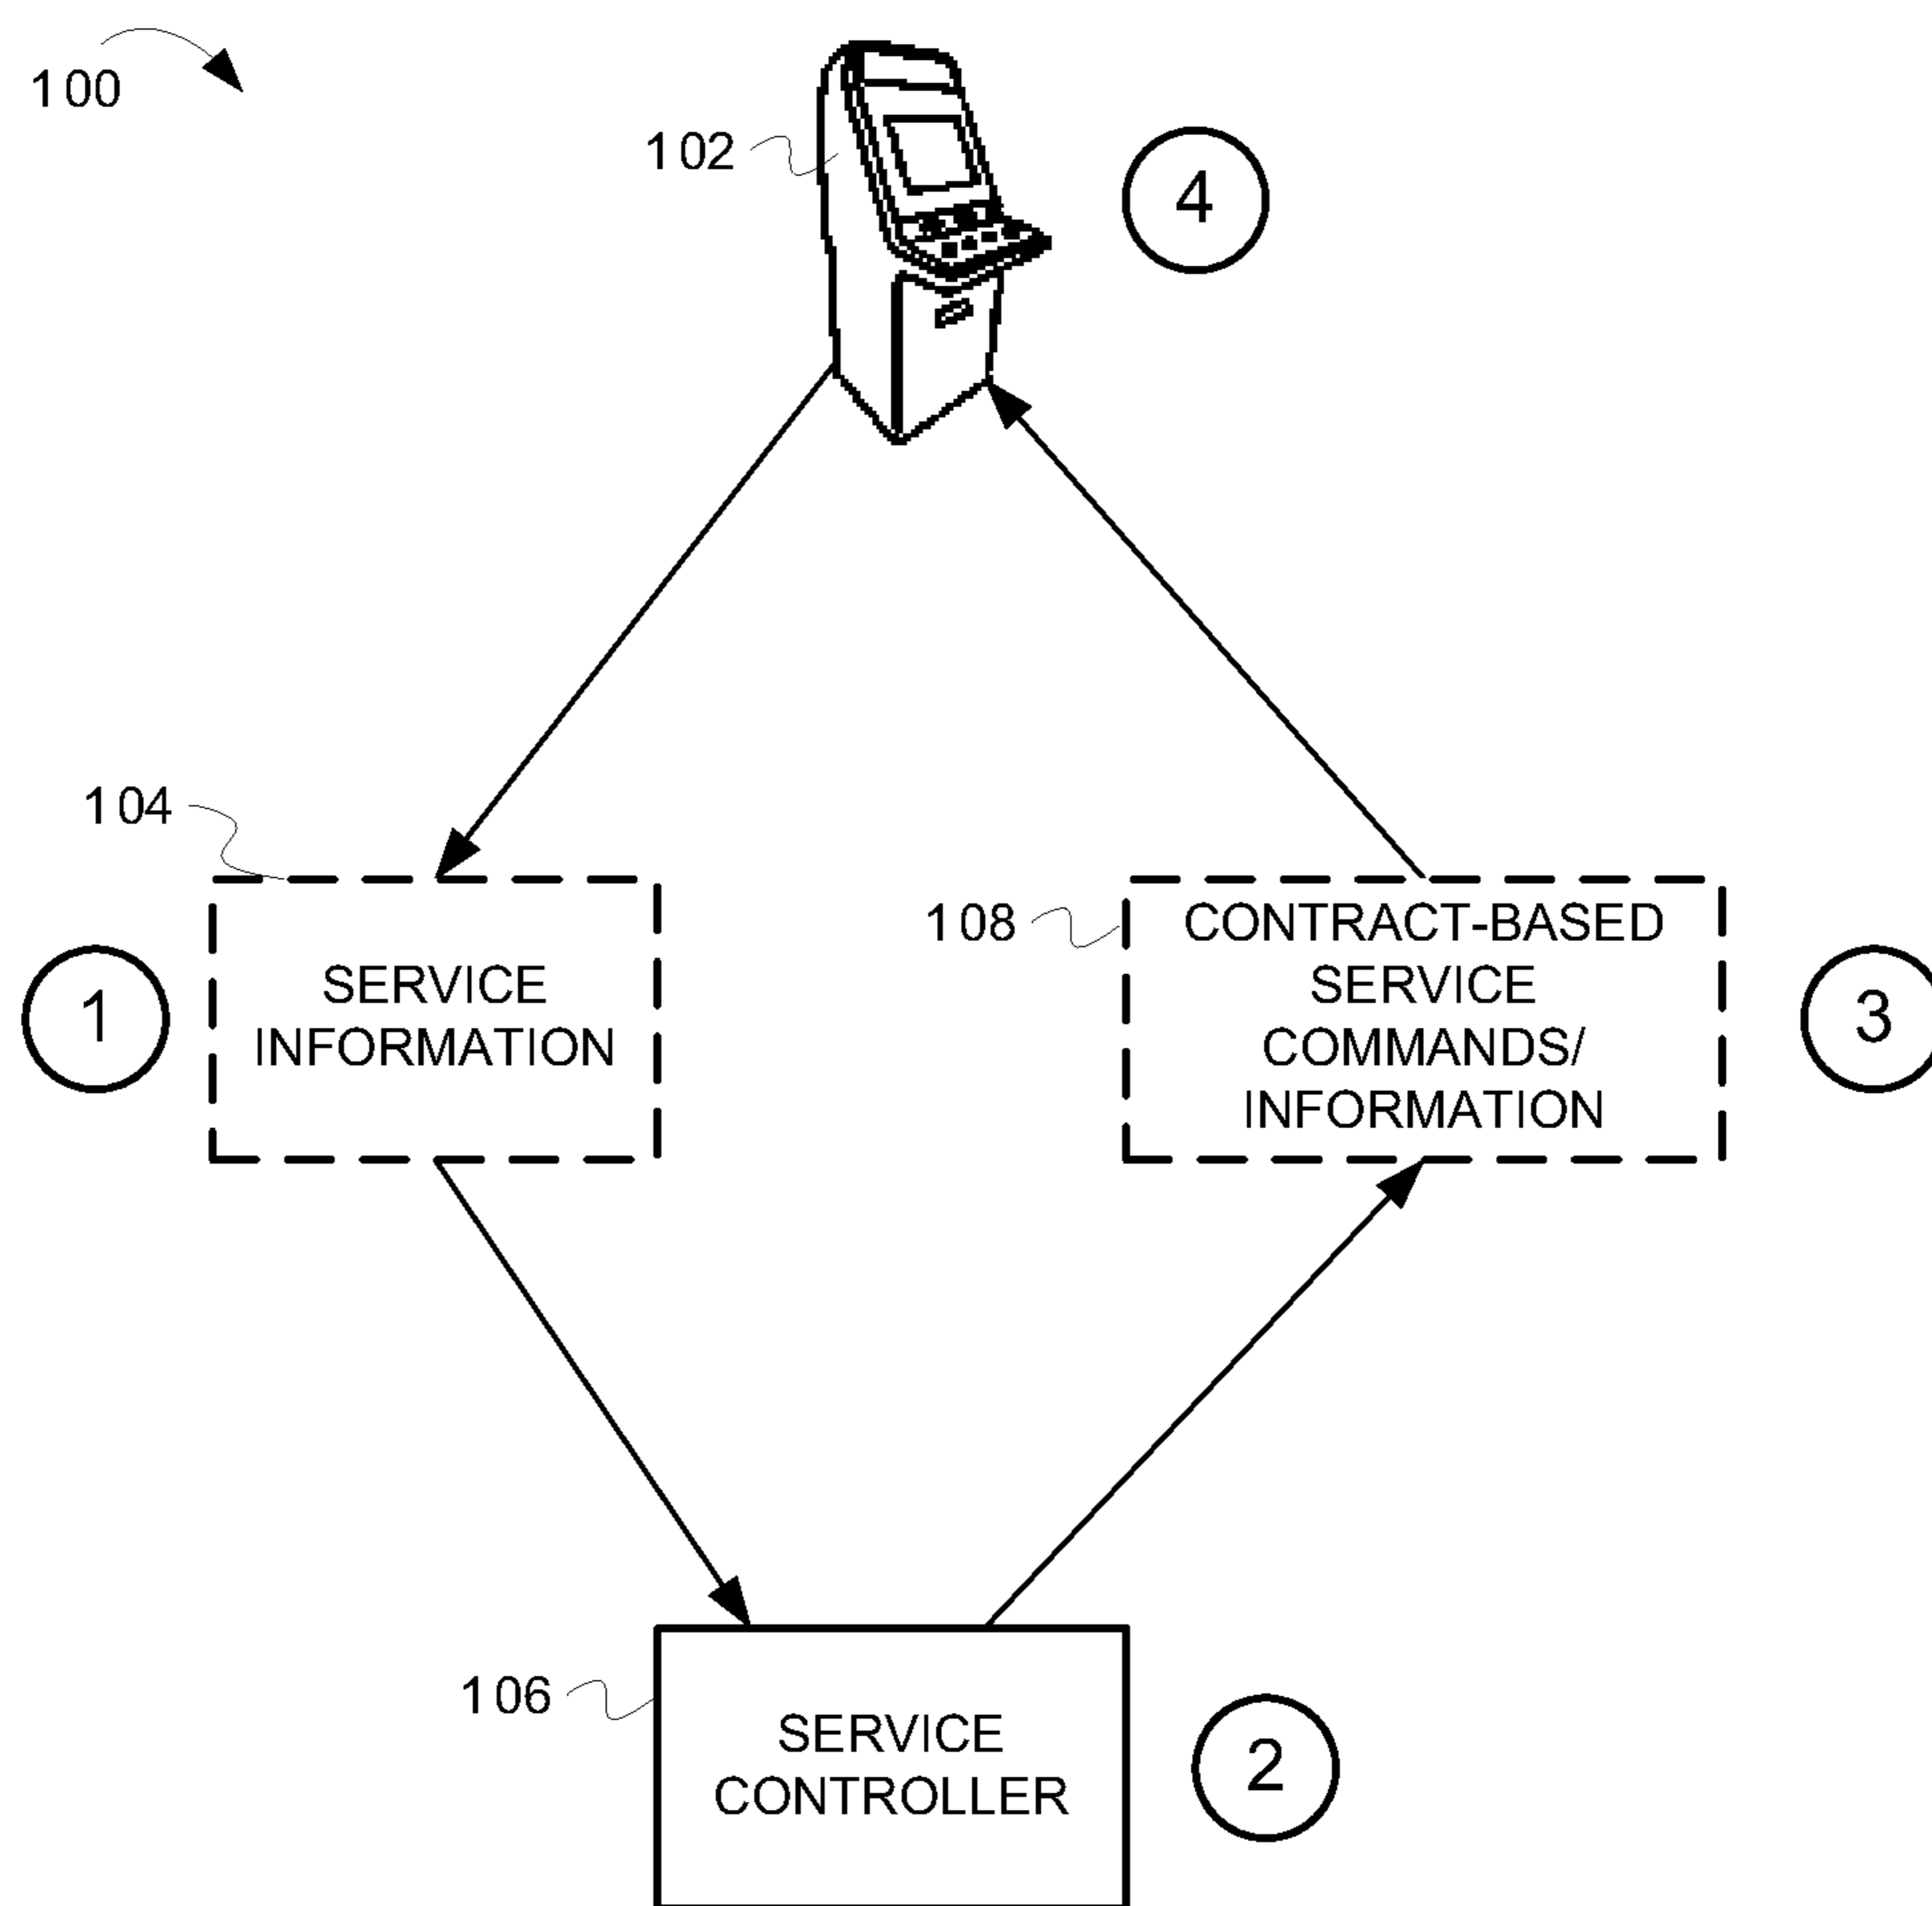 100
102
4
104
108
CONTRACT-BASED
SERVICE
COMMANDS/
INFORMATION
1
SERVICE
INFORMATION
3
106
SERVICE
CONTROLLER
2